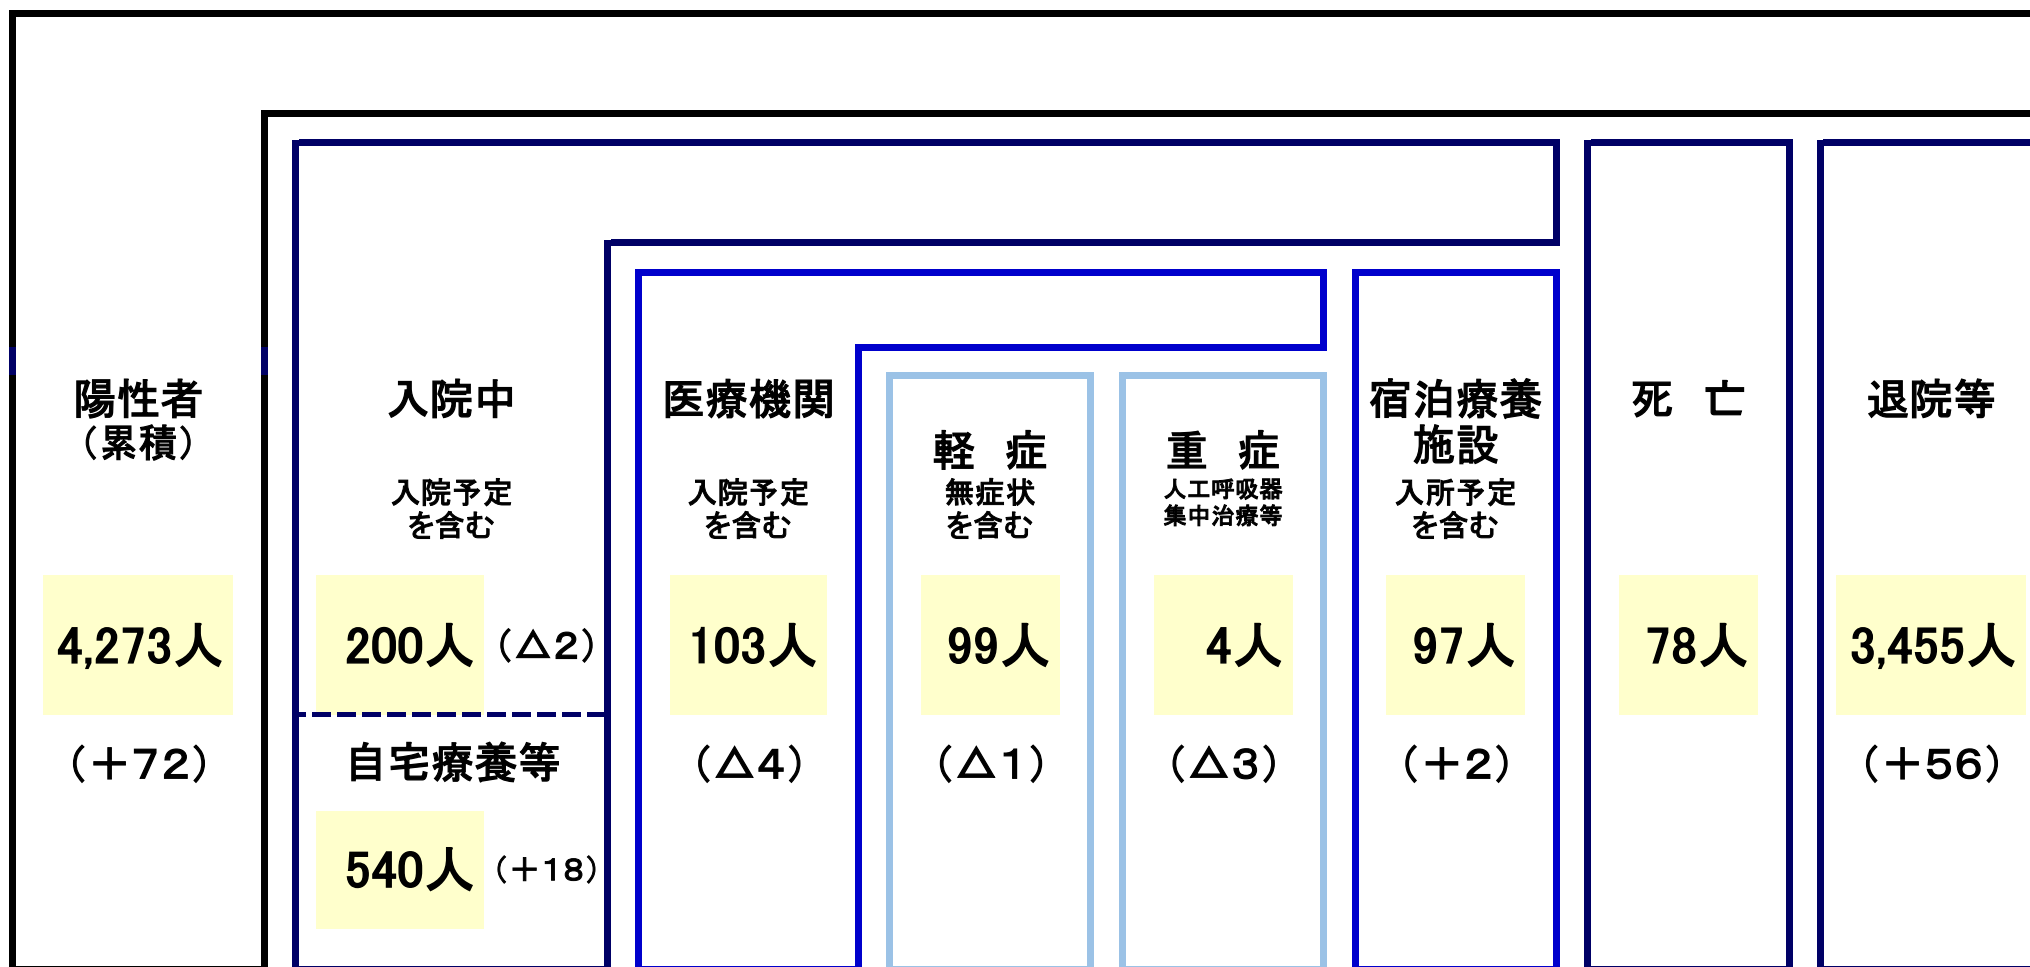 陽性者
（累積）
4,273人
（＋72）
入院中
入院予定
を含む
200人（△2）
自宅療養等
540人（＋18）
医療機関
入院予定
を含む
103人
（△4）
軽 症
無症状
を含む
99人
（△1）
重 症
人工呼吸器
集中治療等
4人
（△3）
宿泊療養
施設
入所予定
を含む
97人
（＋2）
死 亡
78人
退院等
3,455人
（＋56）